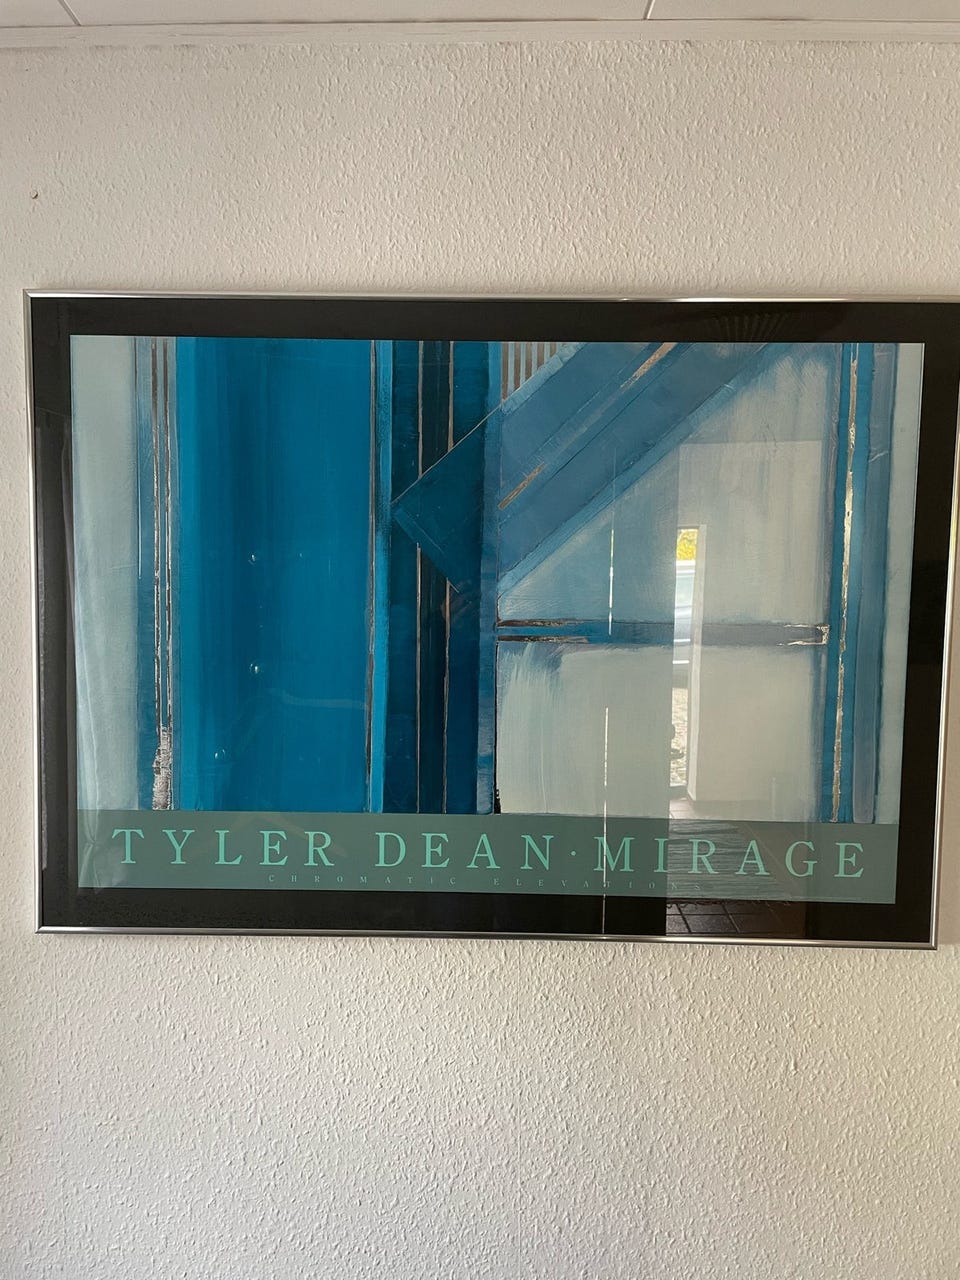 TYLER DEAN · MIRAGE
CHROMATIC ELEVATIONS